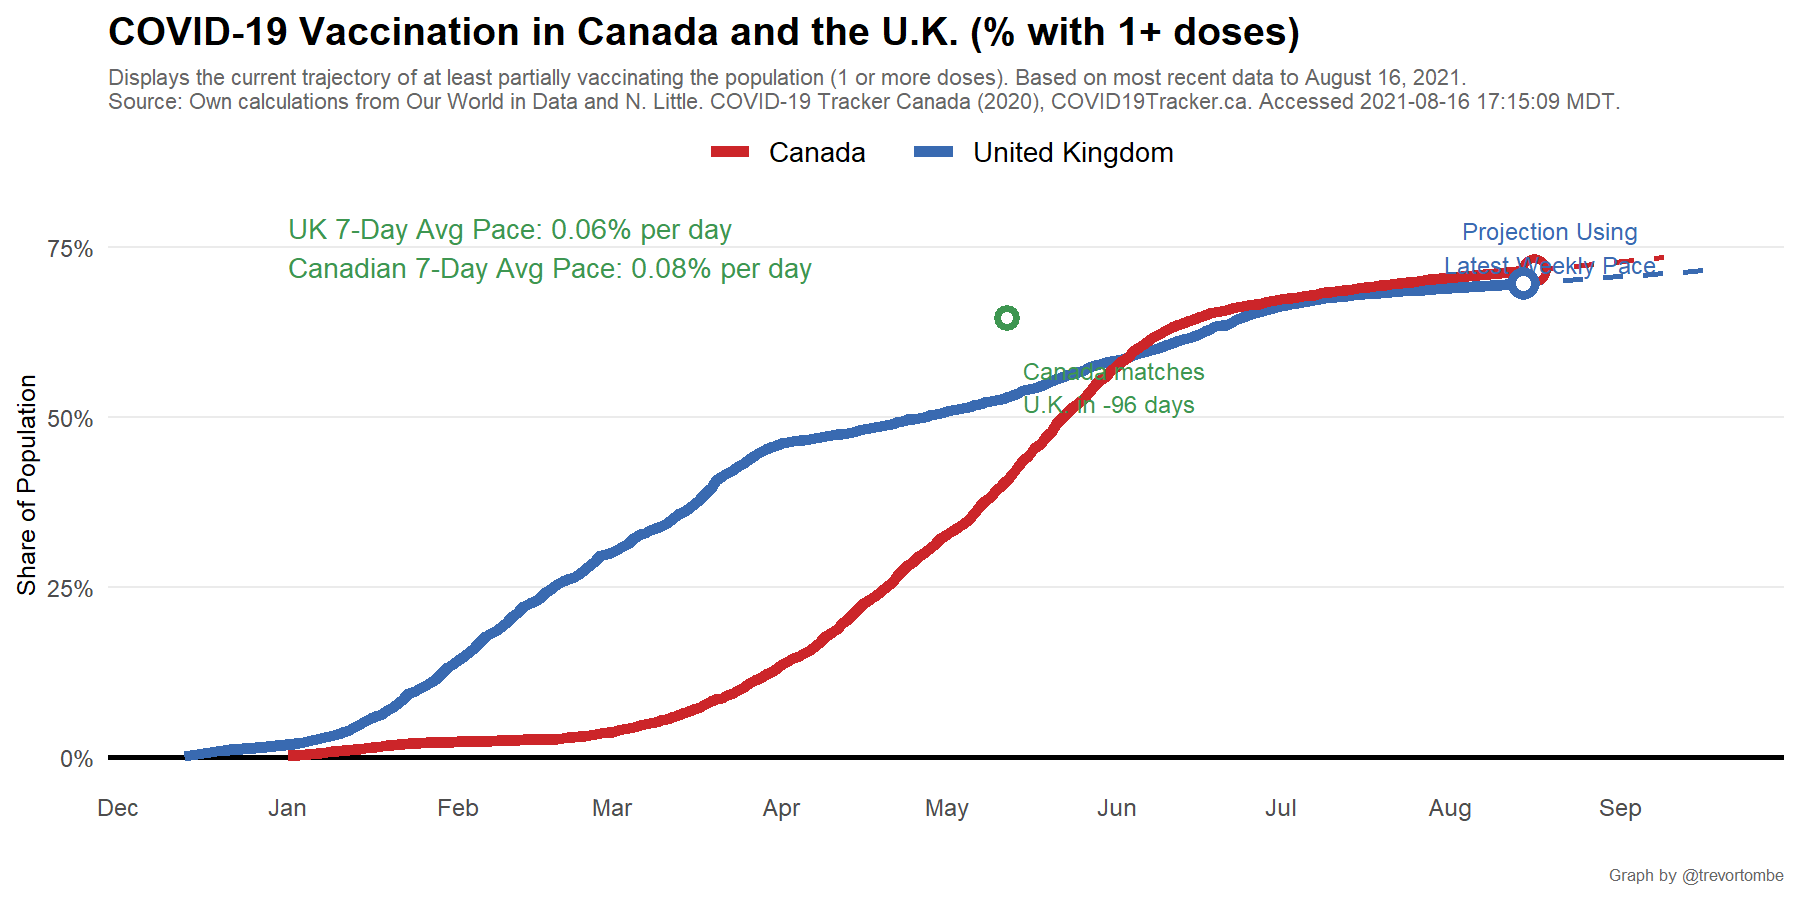 COVID-19 Vaccination in Canada and the U.K. (% with 1+ doses)
Displays the current trajectory of at least partially vaccinating the population (1 or more doses). Based on most recent data to August 16, 2021.
Source: Own calculations from Our World in Data and N. Little. COVID-19 Tracker Canada (2020), COVID19Tracker.ca. Accessed 2021-08-16 17:15:09 MDT.
Canada
United Kingdom
UK 7-Day Avg Pace: 0.06% per day
Canadian 7-Day Avg Pace: 0.08% per day
Projection Using
Latest Weekly Pace
Canada matches
U.K. in -96 days
Share of Population
75%
50%
25%
0%
Dec
Jan
Feb
Mar
Apr
May
Jun
Jul
Aug
Sep
Graph by @trevortombe